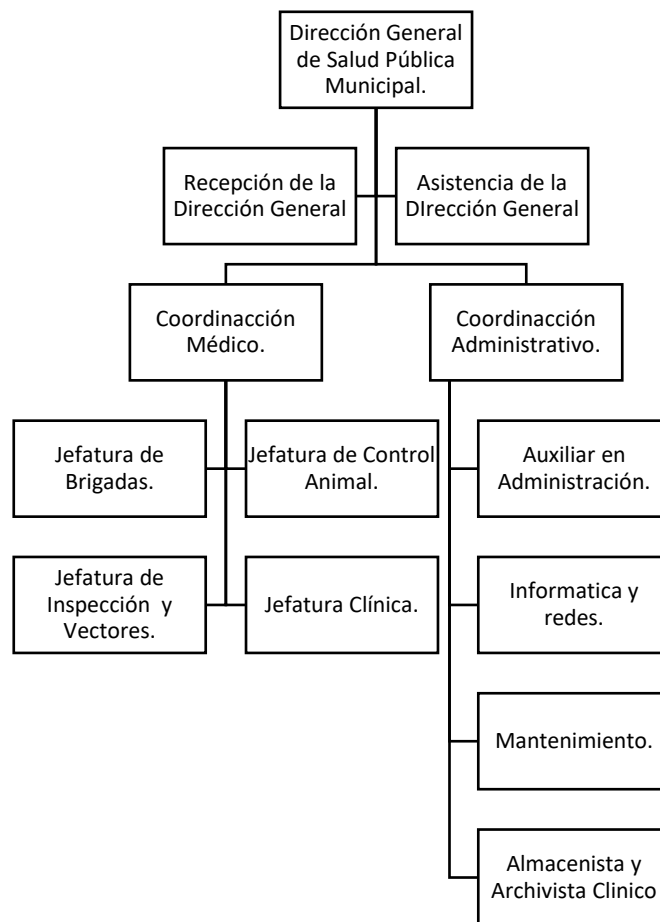 Dirección General
de Salud Pública
Municipal.
Recepción de la
Dirección General
Asistencia de la
DIrección General
Coordinacción
Médico.
Coordinacción
Administrativo.
Jefatura de
Brigadas.
Jefatura de Control
Animal.
Auxiliar en
Administración.
Jefatura de
Inspección y
Vectores.
Jefatura Clínica.
Informatica y
redes.
Mantenimiento.
Almacenista y
Archivista Clinico